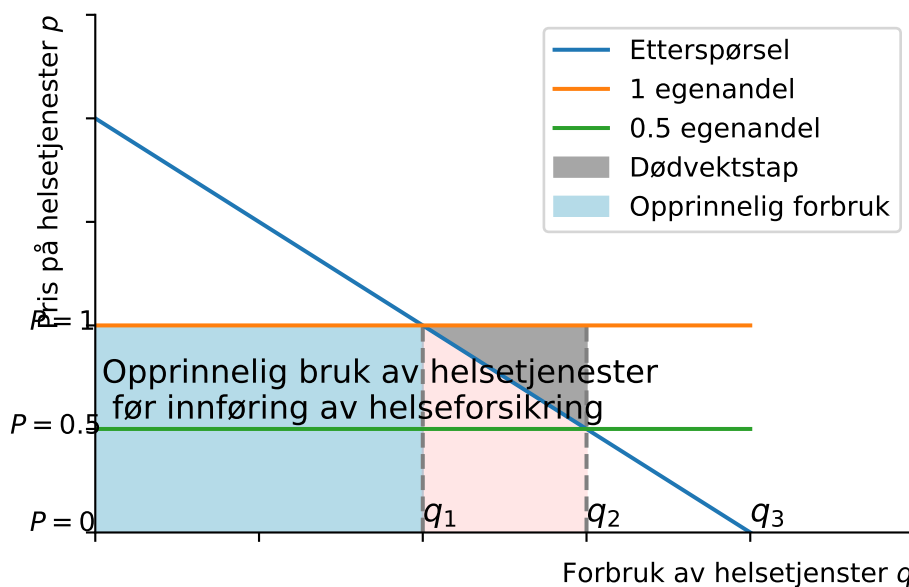 Pris på helsetjenester p
Etterspørsel
1 egenandel
0.5 egenandel
Dødvektstap
Opprinnelig forbruk
P = 1
Opprinnelig bruk av helsetjenester
før innføring av helseforsikring
P = 0.5
P = 0
q₁
q₂
q₃
Forbruk av helsetjenster q